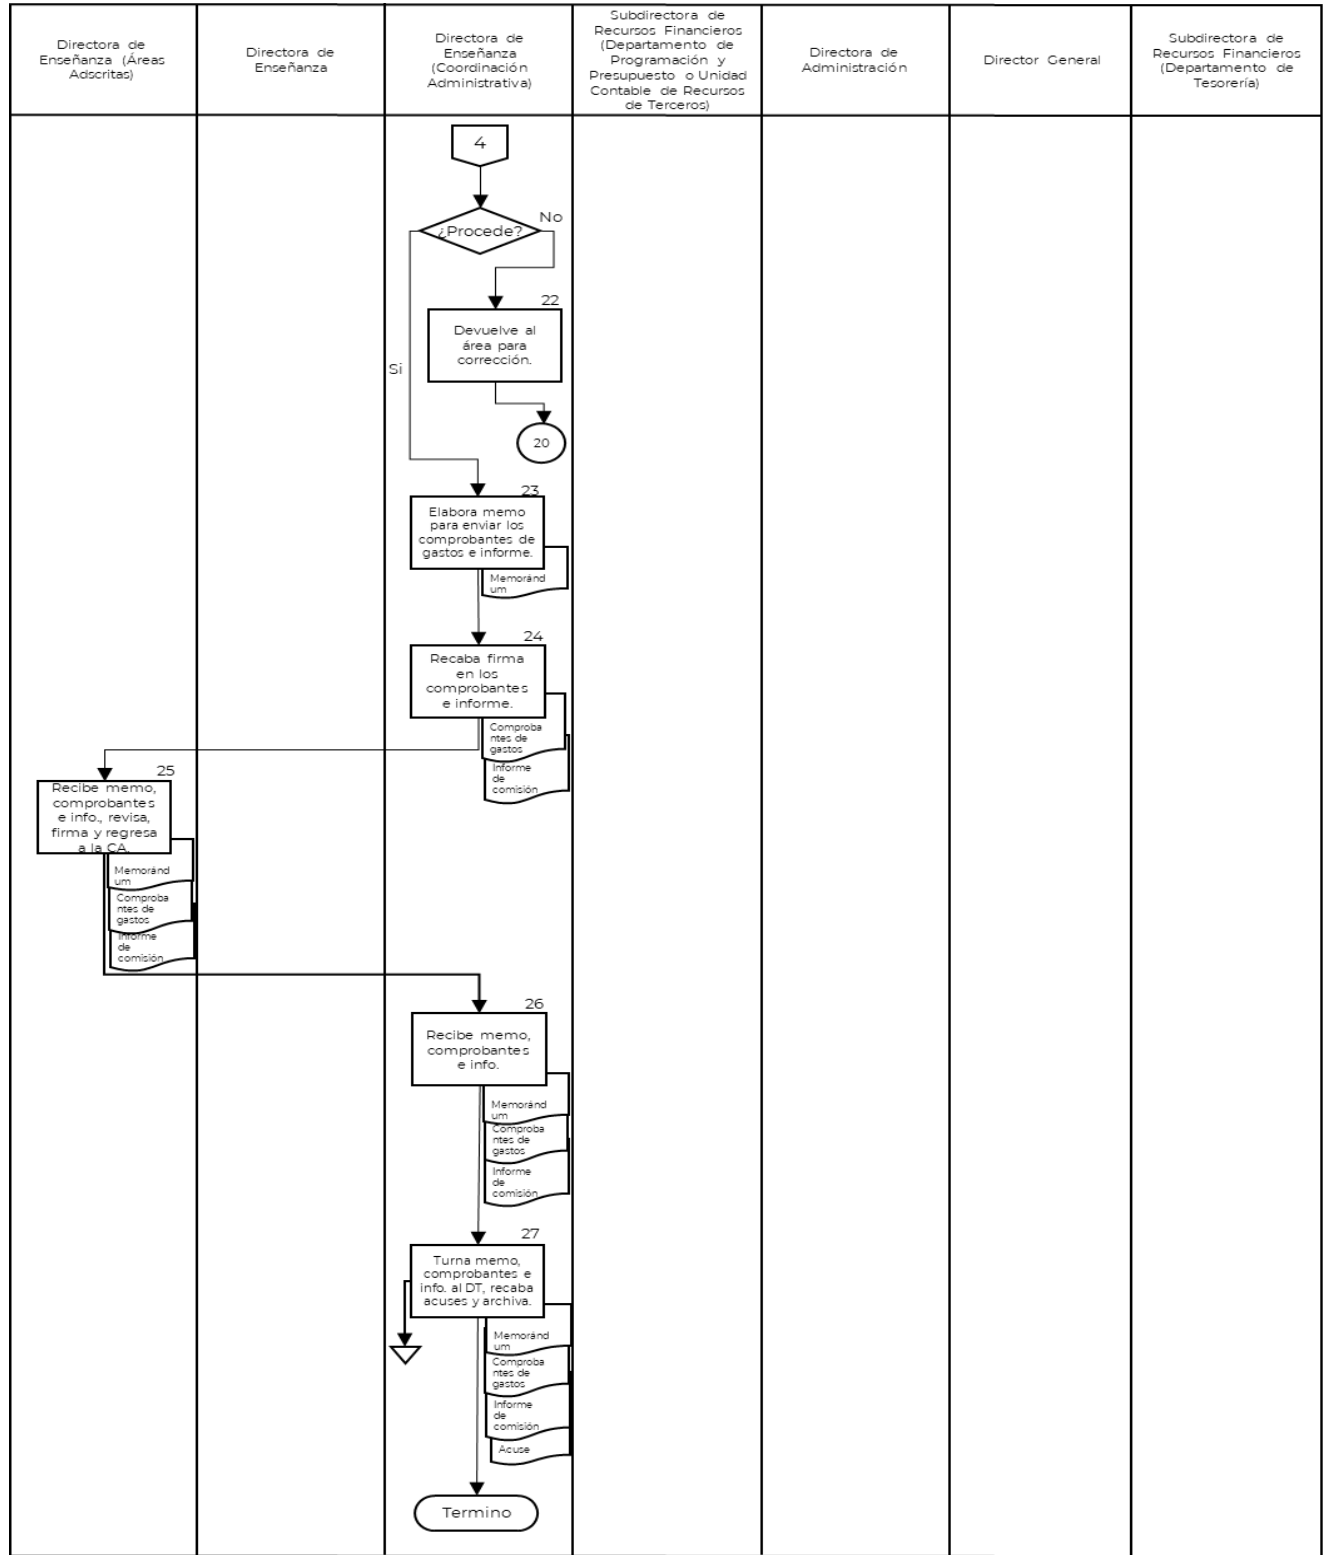 Directora de
Enseñanza (Áreas
Adscritas)
Directora de
Enseñanza
Directora de
Enseñanza
(Coordinación
Administrativa)
Subdirectora de
Recursos Financieros
(Departamento de
Programación y
Presupuesto o Unidad
Contable de Recursos
de Terceros)
Directora de
Administración
Director General
Subdirectora de
Recursos Financieros
(Departamento de
Tesorería)
4
¿Procede?
No
Si
22
Devuelve al
área para
corrección.
20
23
Elabora memo
para enviar los
comprobantes de
gastos e informe.
Memoránd
um
24
Recaba firma
en los
comprobantes
e informe.
Comproba
ntes de
gastos
Informe
de
comisión
25
Recibe memo,
comprobantes
e info., revisa,
firma y regresa
a la CA.
Memoránd
um
Comproba
ntes de
gastos
Informe
de
comisión
26
Recibe memo,
comprobantes
e info.
Memoránd
um
Comproba
ntes de
gastos
Informe
de
comisión
27
Turna memo,
comprobantes e
info. al DT, recaba
acuses y archiva.
Memoránd
um
Comproba
ntes de
gastos
Informe
de
comisión
Acuse
Termino